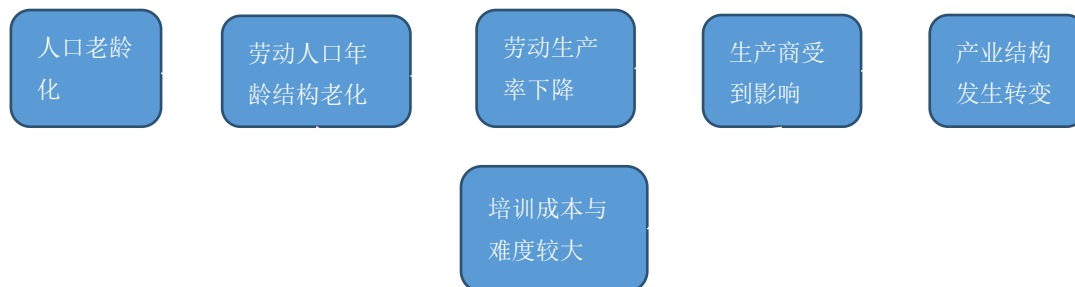 人口老龄
化
劳动人口年
龄结构老化
劳动生产
率下降
生产商受
到影响
产业结构
发生转变
培训成本与
难度较大